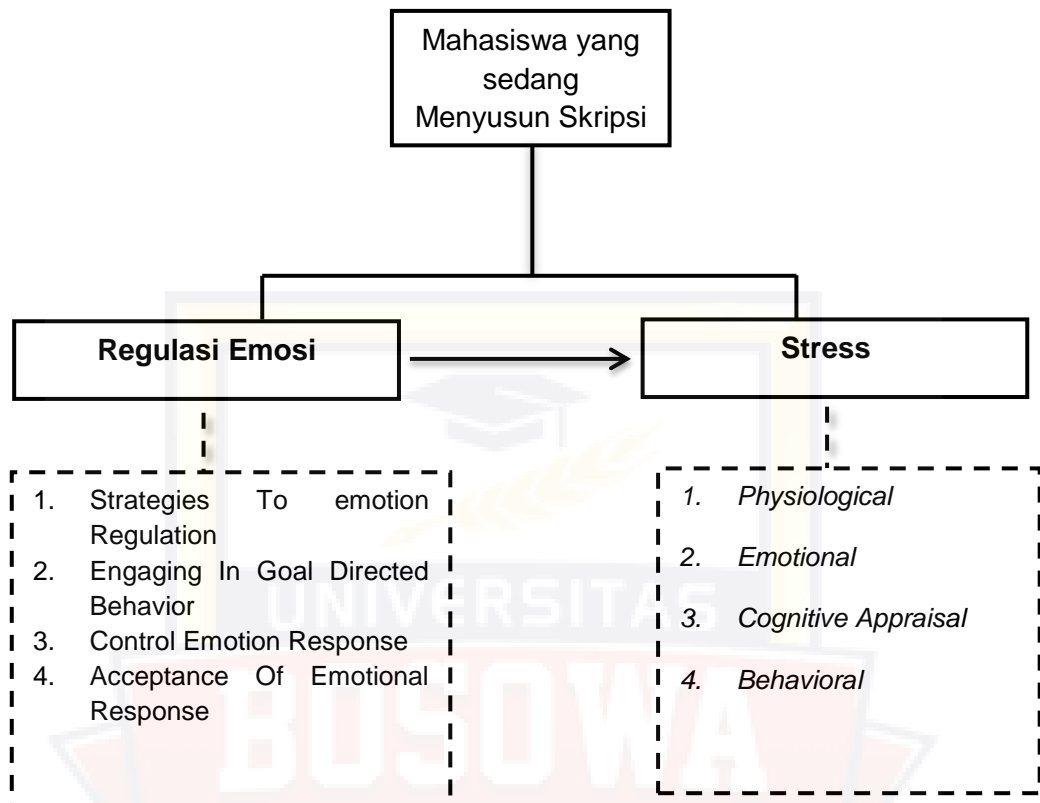 Mahasiswa yang
sedang
Menyusun Skripsi
Regulasi Emosi
Stress
1. Strategies To emotion
Regulation
2. Engaging In Goal Directed
Behavior
3. Control Emotion Response
4. Acceptance Of Emotional
Response
1. Physiological
2. Emotional
3. Cognitive Appraisal
4. Behavioral
UNIVERSITAS
BOSOWA